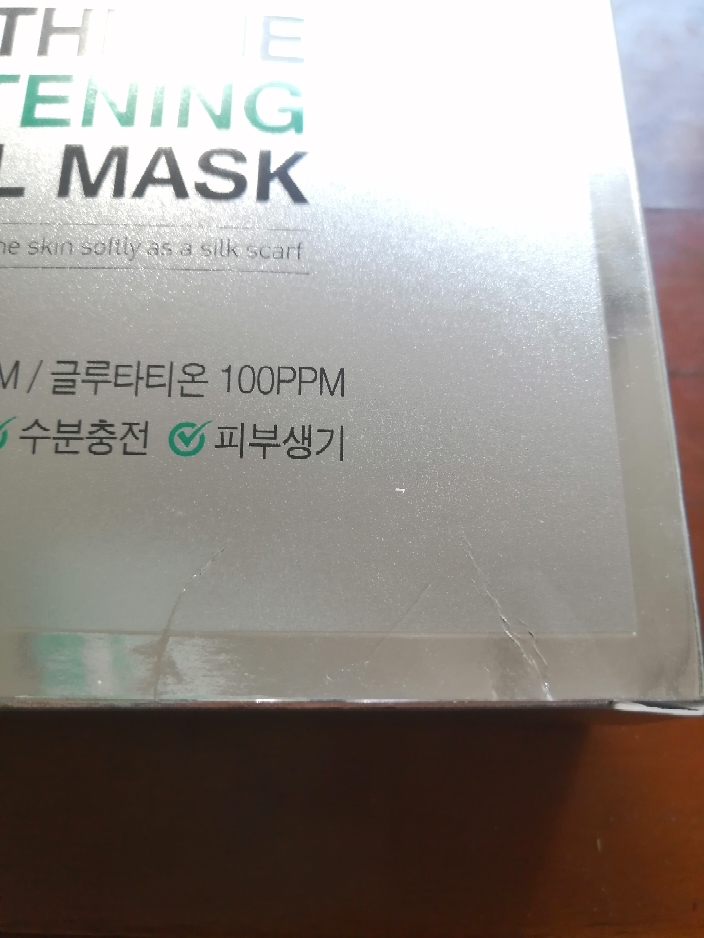 TENING
L MASK
skin softly as a silk scarf
M / 글루타티온 100PPM
수분충전 피부생기